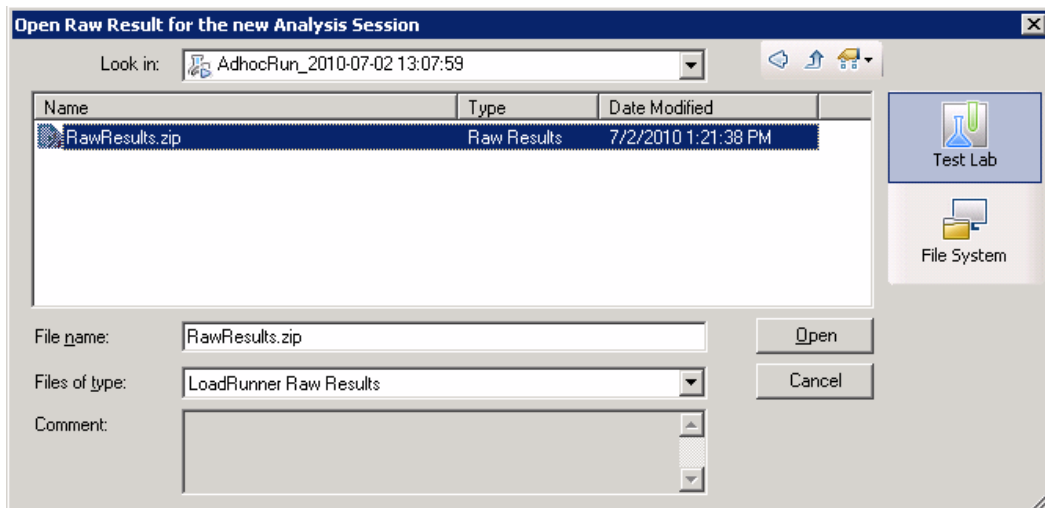 Open Raw Result for the new Analysis Session
Look in: AdhocRun_2010-07-02 13:07:59
Name Type Date Modified
RawResults.zip Raw Results 7/2/2010 1:21:38 PM
Test Lab
File System
File name: RawResults.zip Open
Files of type: LoadRunner Raw Results Cancel
Comment: